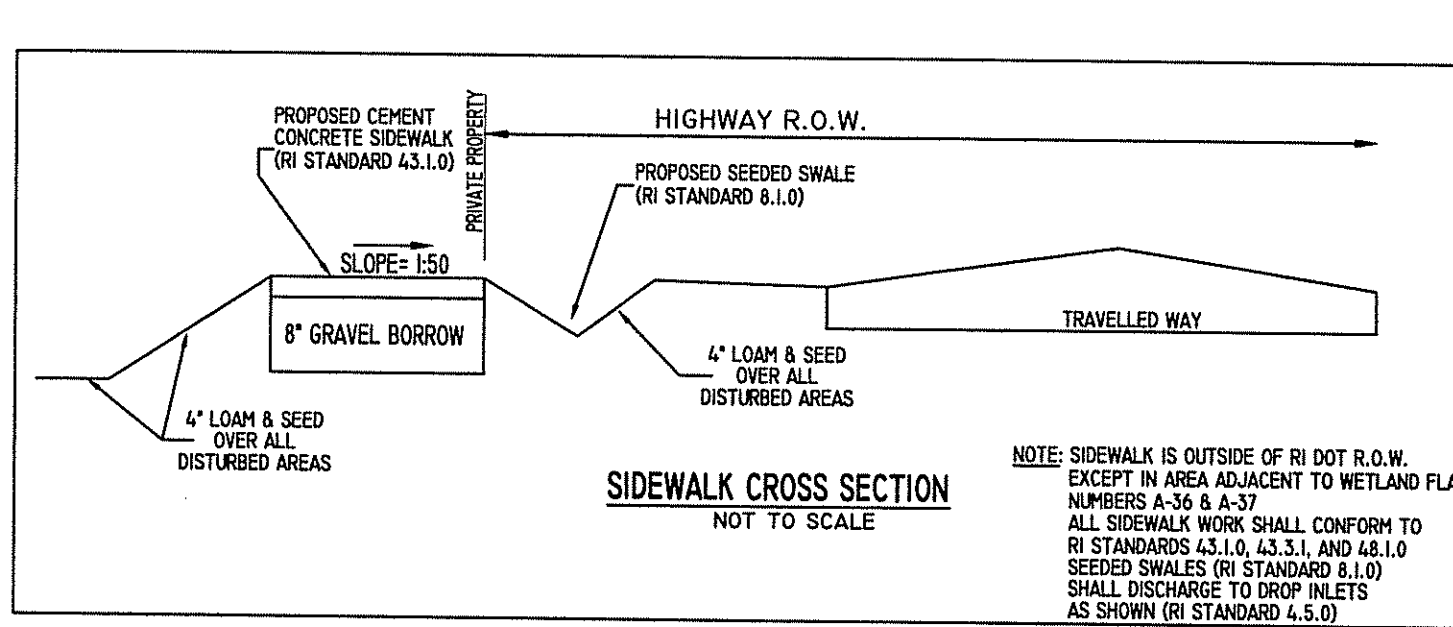 PROPOSED CEMENT
CONCRETE SIDEWALK
(RI STANDARD 43.1.0)
PRIVATE PROPERTY
HIGHWAY R.O.W.
PROPOSED SEEDED SWALE
(RI STANDARD 8.1.0)
SLOPE= 1:50
8" GRAVEL BORROW
TRAVELLED WAY
4" LOAM & SEED
OVER ALL
DISTURBED AREAS
4" LOAM & SEED
OVER ALL
DISTURBED AREAS
SIDEWALK CROSS SECTION
NOT TO SCALE
NOTE: SIDEWALK IS OUTSIDE OF RI DOT R.O.W.
EXCEPT IN AREA ADJACENT TO WETLAND
NUMBERS A-36 & A-37
ALL SIDEWALK WORK SHALL CONFORM TO
RI STANDARDS 43.1.0, 43.3.1, AND 48.1.0
SEEDED SWALES (RI STANDARD 8.1.0)
SHALL DISCHARGE TO DROP INLETS
AS SHOWN (RI STANDARD 4.5.0)